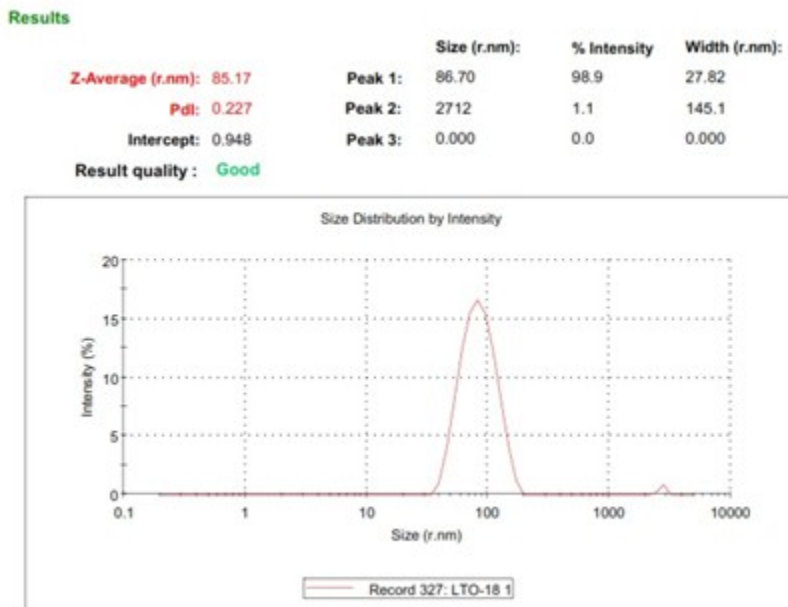 Results
Size (r.nm): % Intensity Width (r.nm):
Z-Average (r.nm): 85.17 Peak 1: 86.70 98.9 27.82
PdI: 0.227 Peak 2: 2712 1.1 145.1
Intercept: 0.948 Peak 3: 0.000 0.0 0.000
Result quality : Good
Size Distribution by Intensity
20
15
10
5
0
Intensity (%)
0.1 1 10 100 1000 10000
Size (r.nm)
Record 327: LTO-18 1